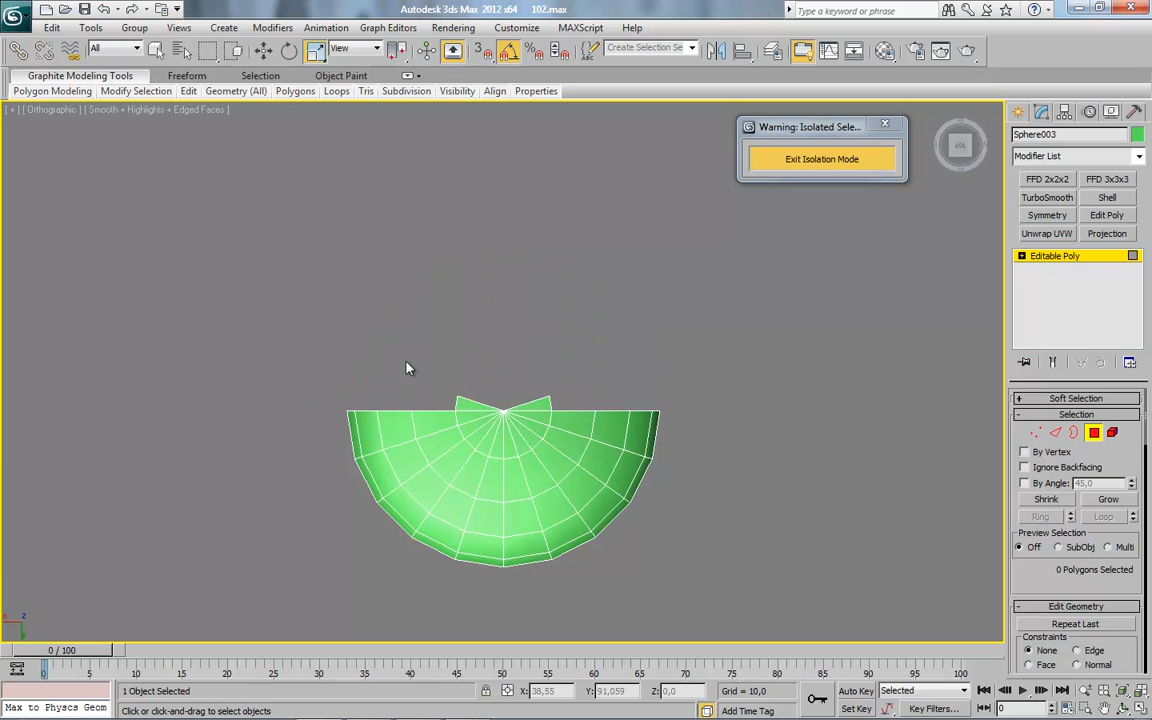 Autodesk 3ds Max 2012 x64 102.max
Type a keyword or phrase
Edit Tools Group Views Create Modifiers Animation Graph Editors Rendering Customize MAXScript Help
All View 3 Create Selection Se
Graphite Modeling Tools Freeform Selection Object Paint
Polygon Modeling Modify Selection Edit Geometry (All) Polygons Loops Tris Subdivision Visibility Align Properties
[ + ] [ Orthographic ] [ Smooth + Highlights + Edged Faces ]
Warning: Isolated Sele...
Exit Isolation Mode
Sphere003
Modifier List
FFD 2x2x2 FFD 3x3x3
TurboSmooth Shell
Symmetry Edit Poly
Unwrap UVW Projection
Editable Poly
+ Soft Selection
- Selection
By Vertex
Ignore Backfacing
By Angle: 45,0
Shrink Grow
Ring Loop
Preview Selection
Off SubObj Multi
0 Polygons Selected
- Edit Geometry
Repeat Last
Constraints
None Edge
Face Normal
x z y
0 / 100
0 5 10 15 20 25 30 35 40 45 50 55 60 65 70 75 80 85 90 95 100
1 Object Selected X: 38,55 Y: 91,059 Z: 0,0 Grid = 10,0 Auto Key Selected
Max to Physcs Geom Click or click-and-drag to select objects Add Time Tag Set Key Key Filters... 0